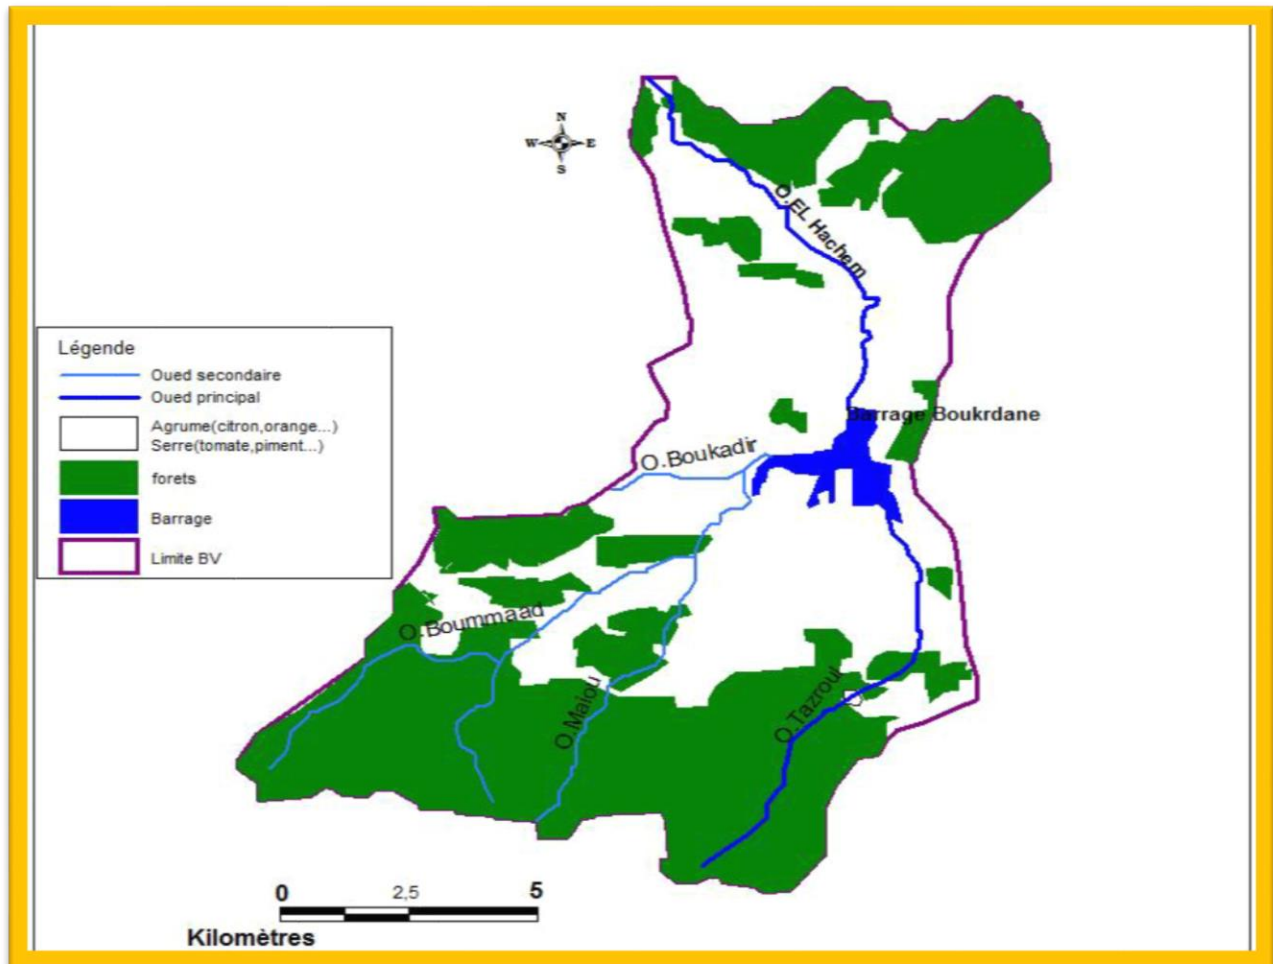 N
W E
S
O.EL Hachem
Légende
Oued secondaire
Oued principal
Agrume(citron,orange...)
Serre(tomate,piment...)
forets
Barrage
Limite BV
Barrage Boukrdane
O.Boukadir
O.Boummaad
O.Malou
O.Tazrout
0 2,5 5
Kilomètres